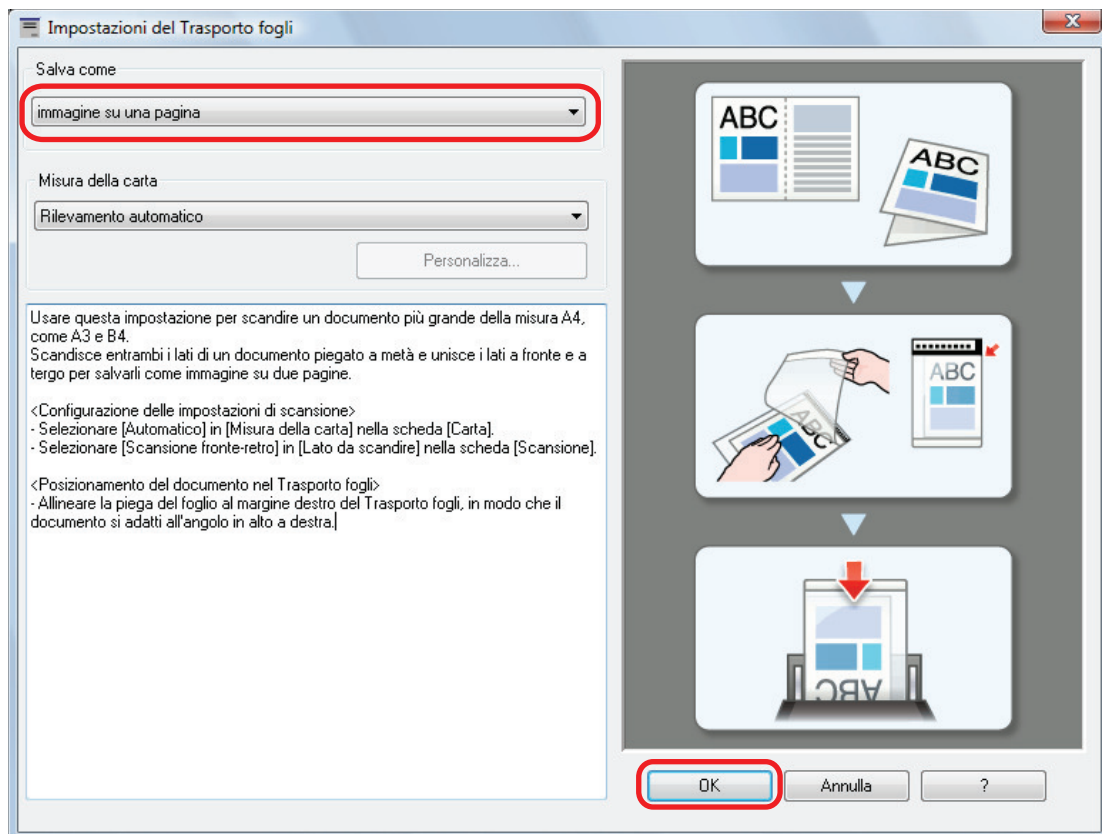 Impostazioni del Trasporto fogli
Salva come
immagine su una pagina
Misura della carta
Rilevamento automatico
Personalizza...
Usare questa impostazione per scandire un documento più grande della misura A4,
come A3 e B4.
Scandisce entrambi i lati di un documento piegato a metà e unisce i lati a fronte e a
tergo per salvarli come immagine su due pagine.
<Configurazione delle impostazioni di scansione>
- Selezionare [Automatico] in [Misura della carta] nella scheda [Carta].
- Selezionare [Scansione fronte-retro] in [Lato da scandire] nella scheda [Scansione].
<Posizionamento del documento nel Trasporto fogli>
- Allineare la piega del foglio al margine destro del Trasporto fogli, in modo che il
documento si adatti all'angolo in alto a destra.
ABC
ABC
ABC
ABC
ABC
OK
Annulla
?